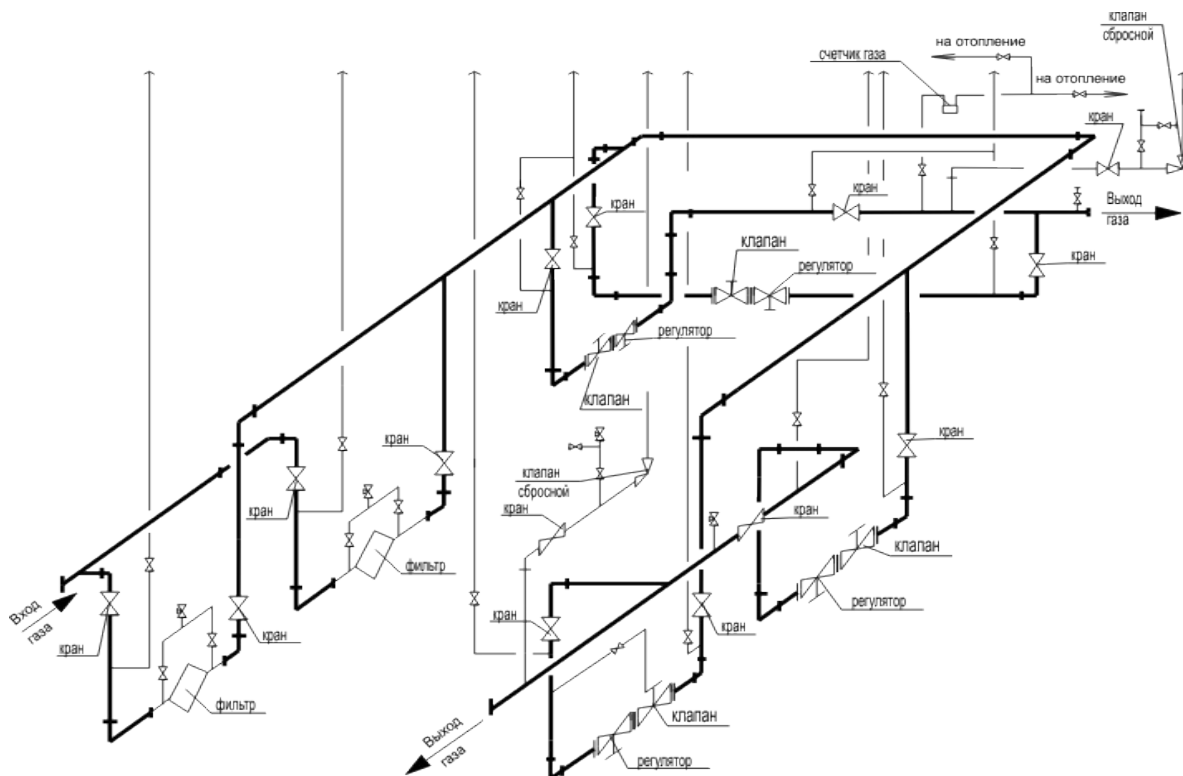 клапан
сбросной
на отопление
счетчик газа
на отопление
кран
кран
кран
Выход
газа
клапан
регулятор
кран
кран
регулятор
клапан
кран
кран
клапан
сбросной
кран
кран
кран
клапан
фильтр
регулятор
Вход
газа
кран
кран
кран
кран
фильтр
клапан
Выход
газа
регулятор